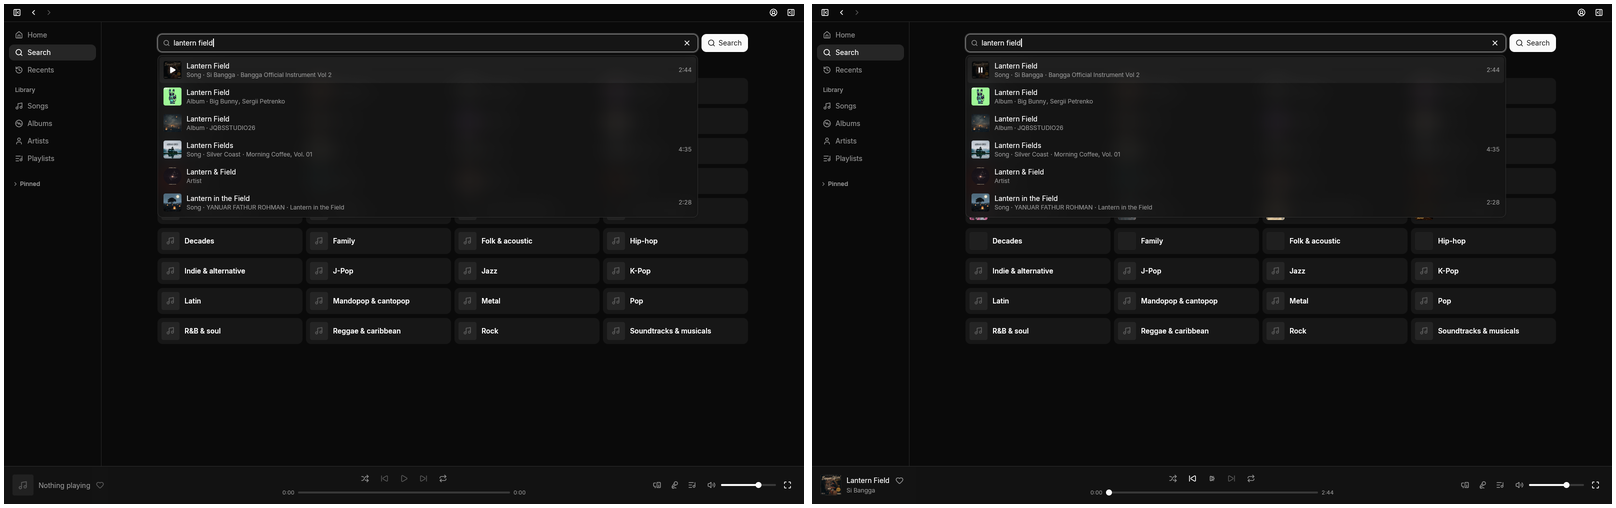 Home
Search
Recents
Library
Songs
Albums
Artists
Playlists
Pinned
lantern field
Search
Lantern Field
Song · Si Bangga · Bangga Official Instrument Vol 2
2:44
Lantern Field
Album · Big Bunny, Sergii Petrenko
Lantern Field
Album · JQBSSTUDIO26
Lantern Fields
Song · Silver Coast · Morning Coffee, Vol. 01
4:35
Lantern & Field
Artist
Lantern in the Field
Song · YANUAR FATHUR ROHMAN · Lantern in the Field
2:28
Decades
Family
Folk & acoustic
Hip-hop
Indie & alternative
J-Pop
Jazz
K-Pop
Latin
Mandopop & cantopop
Metal
Pop
R&B & soul
Reggae & caribbean
Rock
Soundtracks & musicals
Nothing playing
0:00
0:00
Home
Search
Recents
Library
Songs
Albums
Artists
Playlists
Pinned
lantern field
Search
Lantern Field
Song · Si Bangga · Bangga Official Instrument Vol 2
2:44
Lantern Field
Album · Big Bunny, Sergii Petrenko
Lantern Field
Album · JQBSSTUDIO26
Lantern Fields
Song · Silver Coast · Morning Coffee, Vol. 01
4:35
Lantern & Field
Artist
Lantern in the Field
Song · YANUAR FATHUR ROHMAN · Lantern in the Field
2:28
Decades
Family
Folk & acoustic
Hip-hop
Indie & alternative
J-Pop
Jazz
K-Pop
Latin
Mandopop & cantopop
Metal
Pop
R&B & soul
Reggae & caribbean
Rock
Soundtracks & musicals
Lantern Field
Si Bangga
0:00
2:44